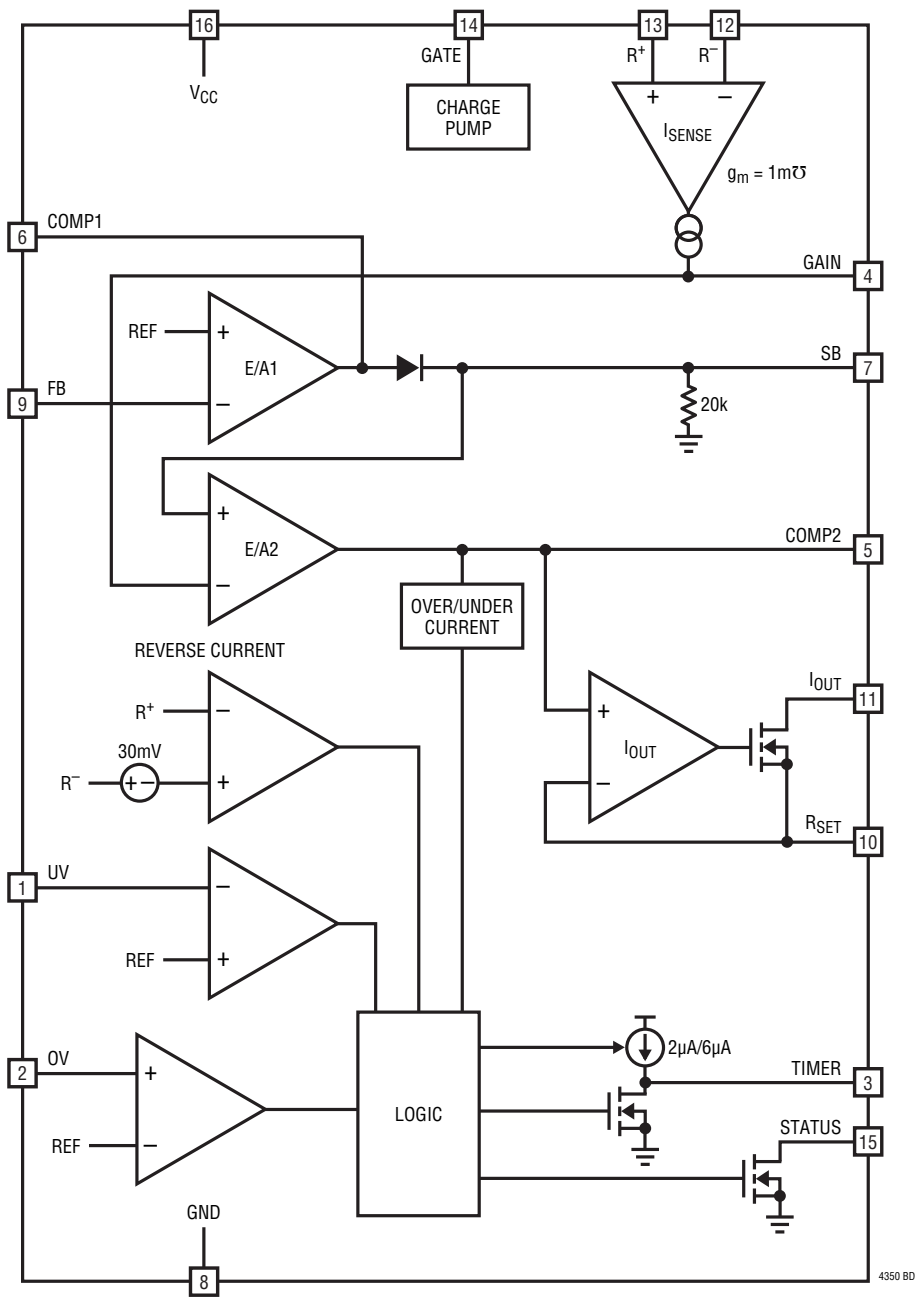 16
14
13
12
GATE
R+
R–
VCC
CHARGE
PUMP
+
–
ISENSE
gm = 1m℧
COMP1
6
GAIN
4
REF
+
E/A1
SB
7
FB
9
–
20k
+
E/A2
COMP2
5
–
OVER/UNDER
CURRENT
REVERSE CURRENT
R+
–
IOUT
11
+
30mV
IOUT
R–
+ –
+
–
RSET
10
UV
1
–
REF
+
2µA/6µA
OV
2
+
TIMER
3
LOGIC
STATUS
15
REF
–
GND
8
4350 BD